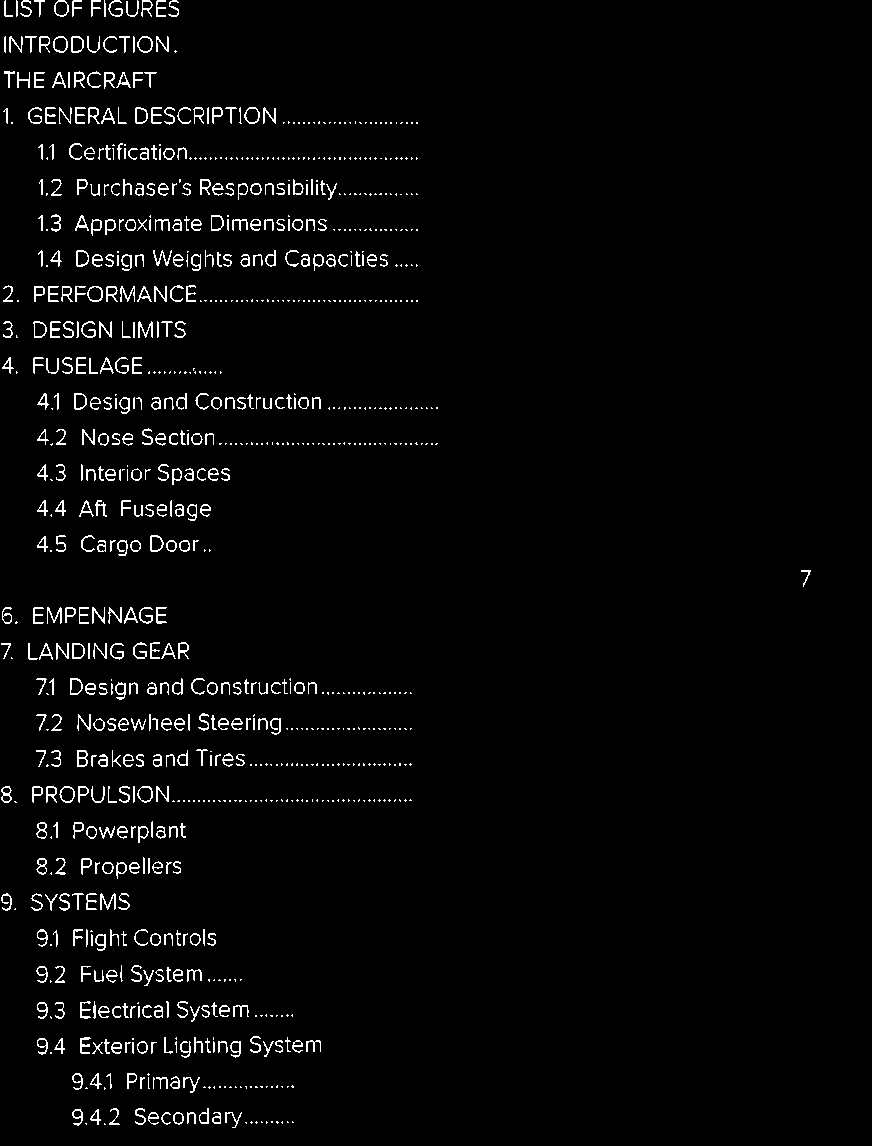 LIST OF FIGURES
INTRODUCTION.
THE AIRCRAFT
1. GENERAL DESCRIPTION...........................
1.1 Certification.............................................
1.2 Purchaser's Responsibility................
1.3 Approximate Dimensions.................
1.4 Design Weights and Capacities.....
2. PERFORMANCE...........................................
3. DESIGN LIMITS
4. FUSELAGE...............
4.1 Design and Construction......................
4.2 Nose Section...........................................
4.3 Interior Spaces
4.4 Aft Fuselage
4.5 Cargo Door..
7
6. EMPENNAGE
7. LANDING GEAR
7.1 Design and Construction..................
7.2 Nosewheel Steering.........................
7.3 Brakes and Tires................................
8. PROPULSION...............................................
8.1 Powerplant
8.2 Propellers
9. SYSTEMS
9.1 Flight Controls
9.2 Fuel System.......
9.3 Electrical System........
9.4 Exterior Lighting System
9.4.1 Primary..................
9.4.2 Secondary..........